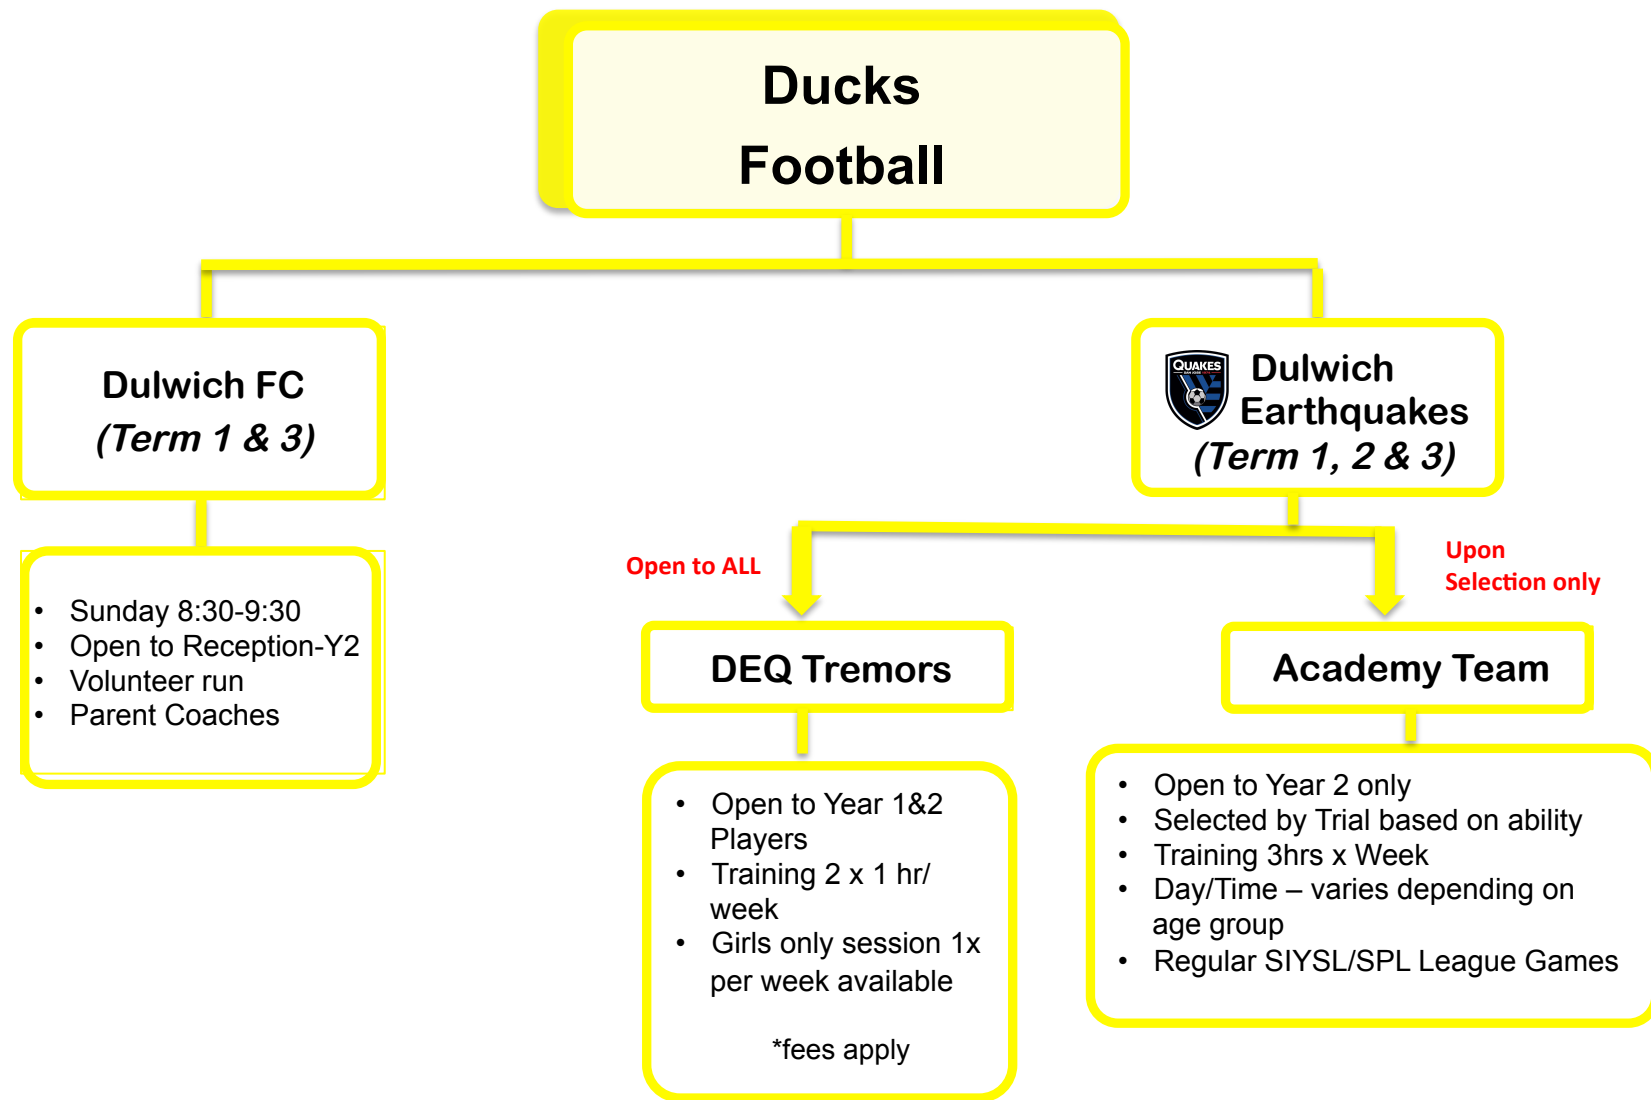 Ducks
Football
Dulwich FC
(Term 1 & 3)
• Sunday 8:30-9:30
• Open to Reception-Y2
• Volunteer run
• Parent Coaches
QUAKES
Dulwich
Earthquakes
(Term 1, 2 & 3)
Open to ALL
Upon
Selection only
DEQ Tremors
• Open to Year 1&2
Players
• Training 2 x 1 hr/
week
• Girls only session 1x
per week available
*fees apply
Academy Team
• Open to Year 2 only
• Selected by Trial based on ability
• Training 3hrs x Week
• Day/Time – varies depending on
age group
• Regular SIYSL/SPL League Games